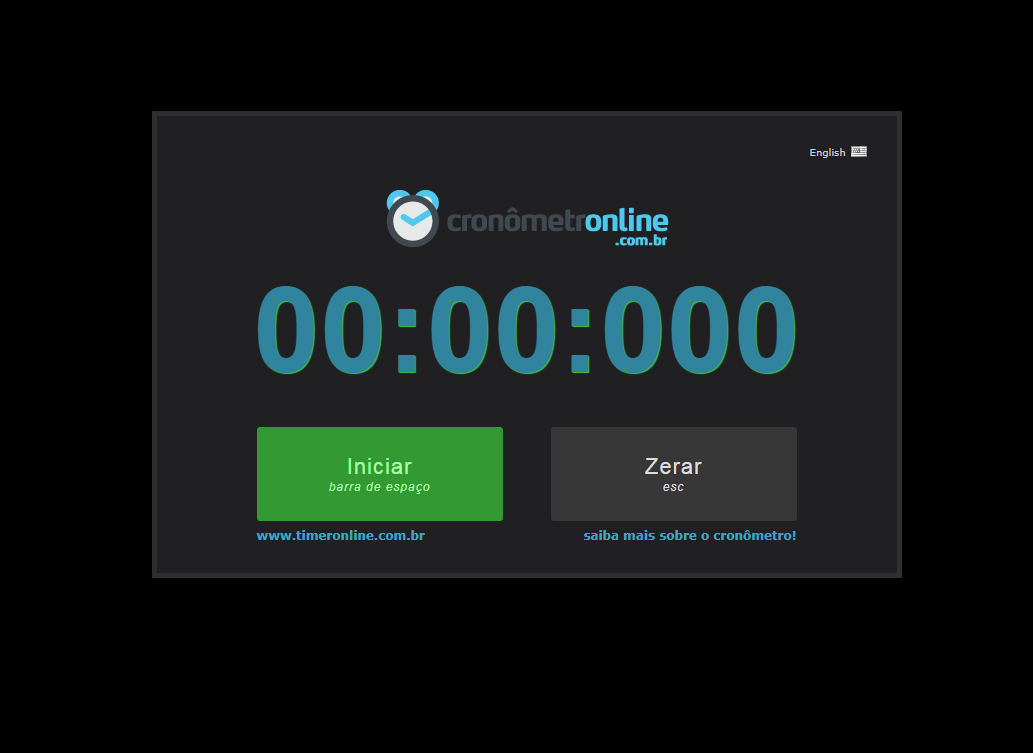 English
cronômetronline
.com.br
00:00:000
Iniciar
barra de espaço
Zerar
esc
www.timeronline.com.br
saiba mais sobre o cronômetro!